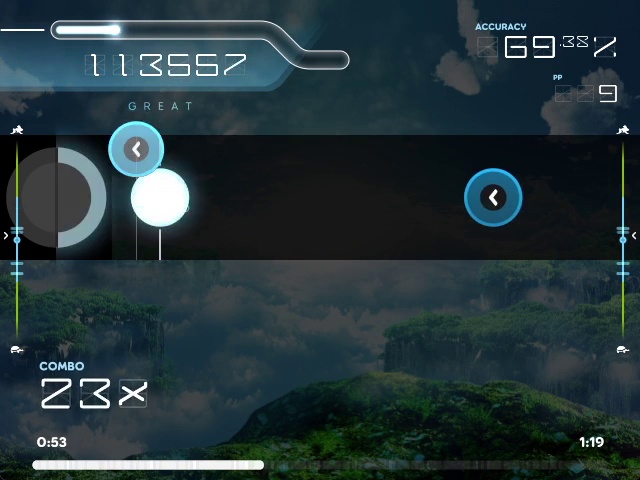 ACCURACY
69.38%
113557
PP
9
GREAT
COMBO
23x
0:53
1:19